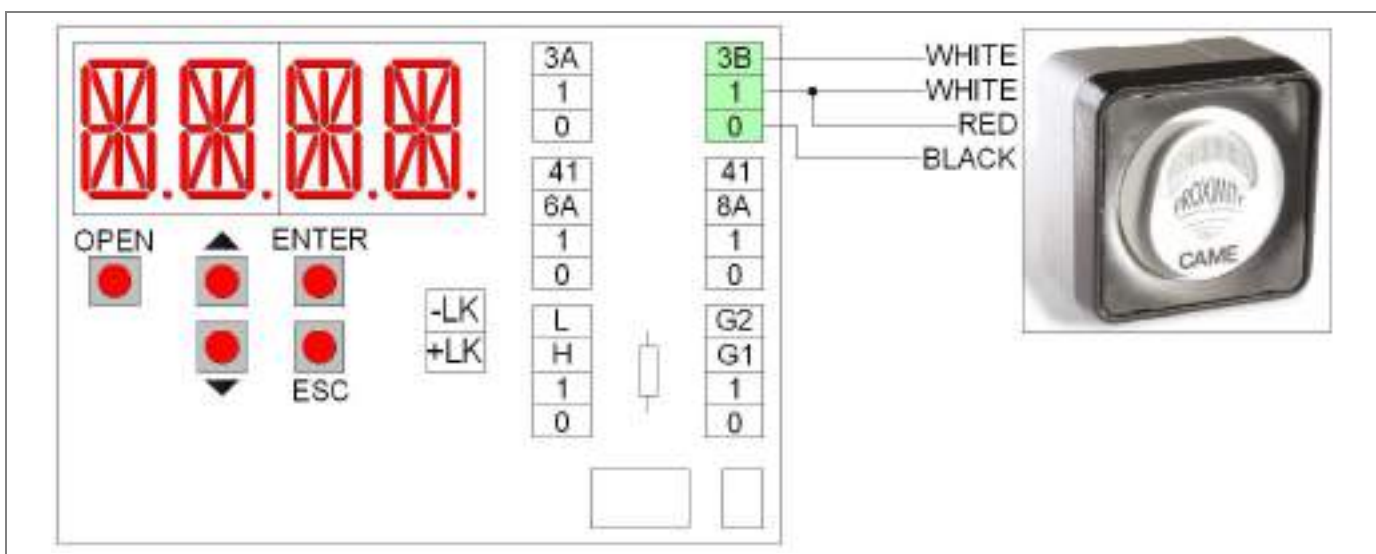 OPEN
ENTER
ESC
-LK
+LK
3A
1
0
41
6A
1
0
L
H
1
0
3B
1
0
41
8A
1
0
G2
G1
1
0
WHITE
WHITE
RED
BLACK
PROXIMITY
CAME